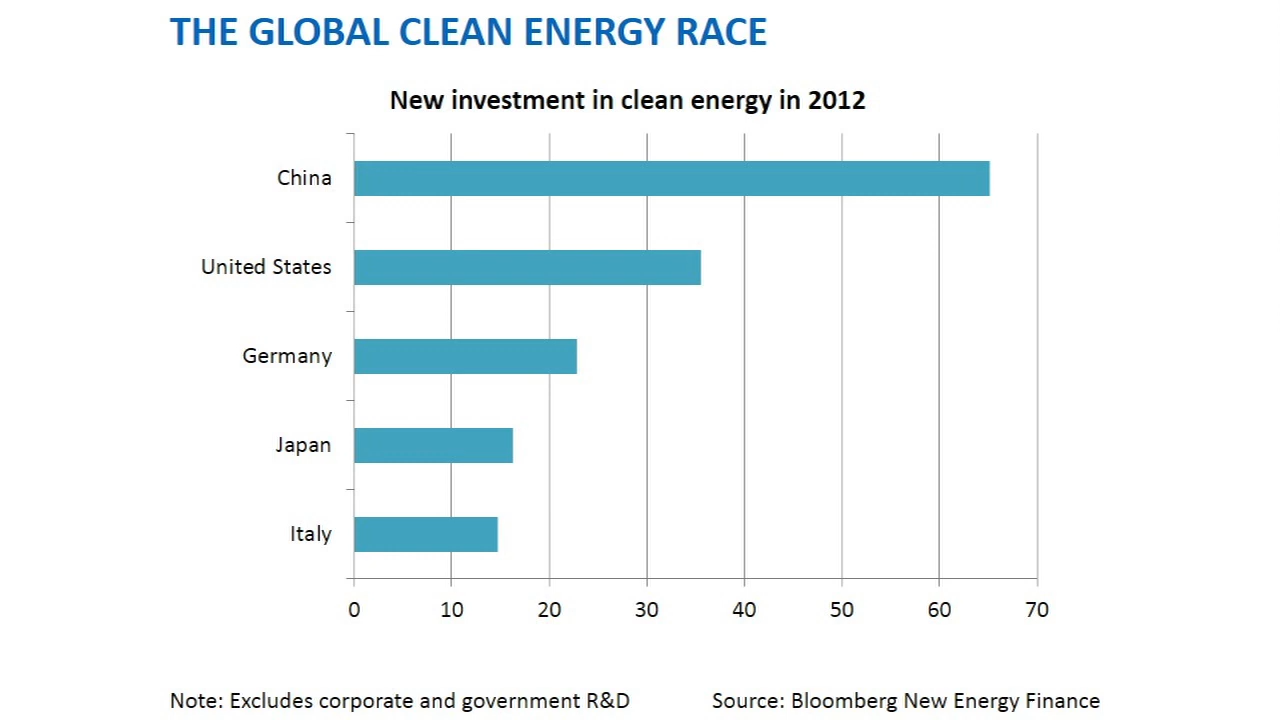 THE GLOBAL CLEAN ENERGY RACE
New investment in clean energy in 2012
China
United States
Germany
Japan
Italy
0 10 20 30 40 50 60 70
Note: Excludes corporate and government R&D
Source: Bloomberg New Energy Finance